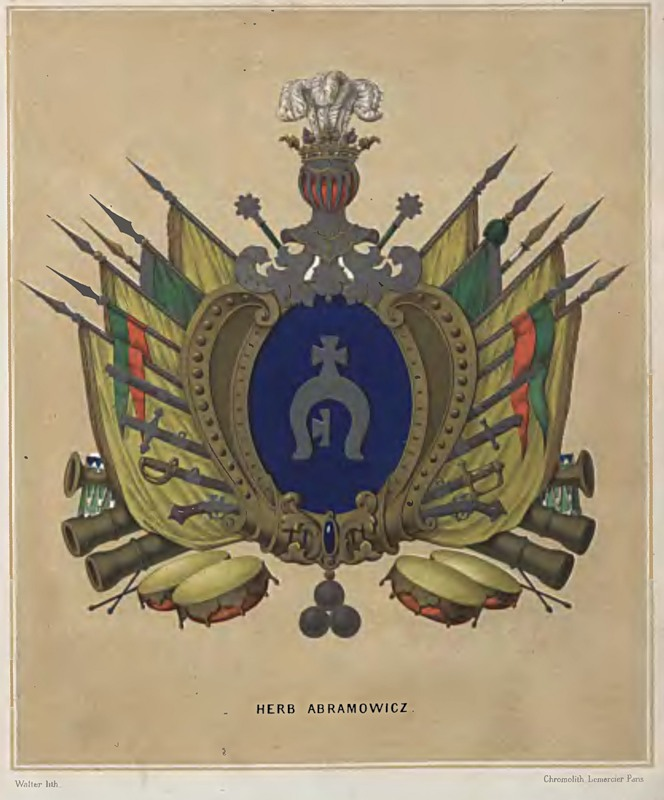 HERB ABRAMOWICZ.
Walter lith.
Chromolith. Lemercier Paris